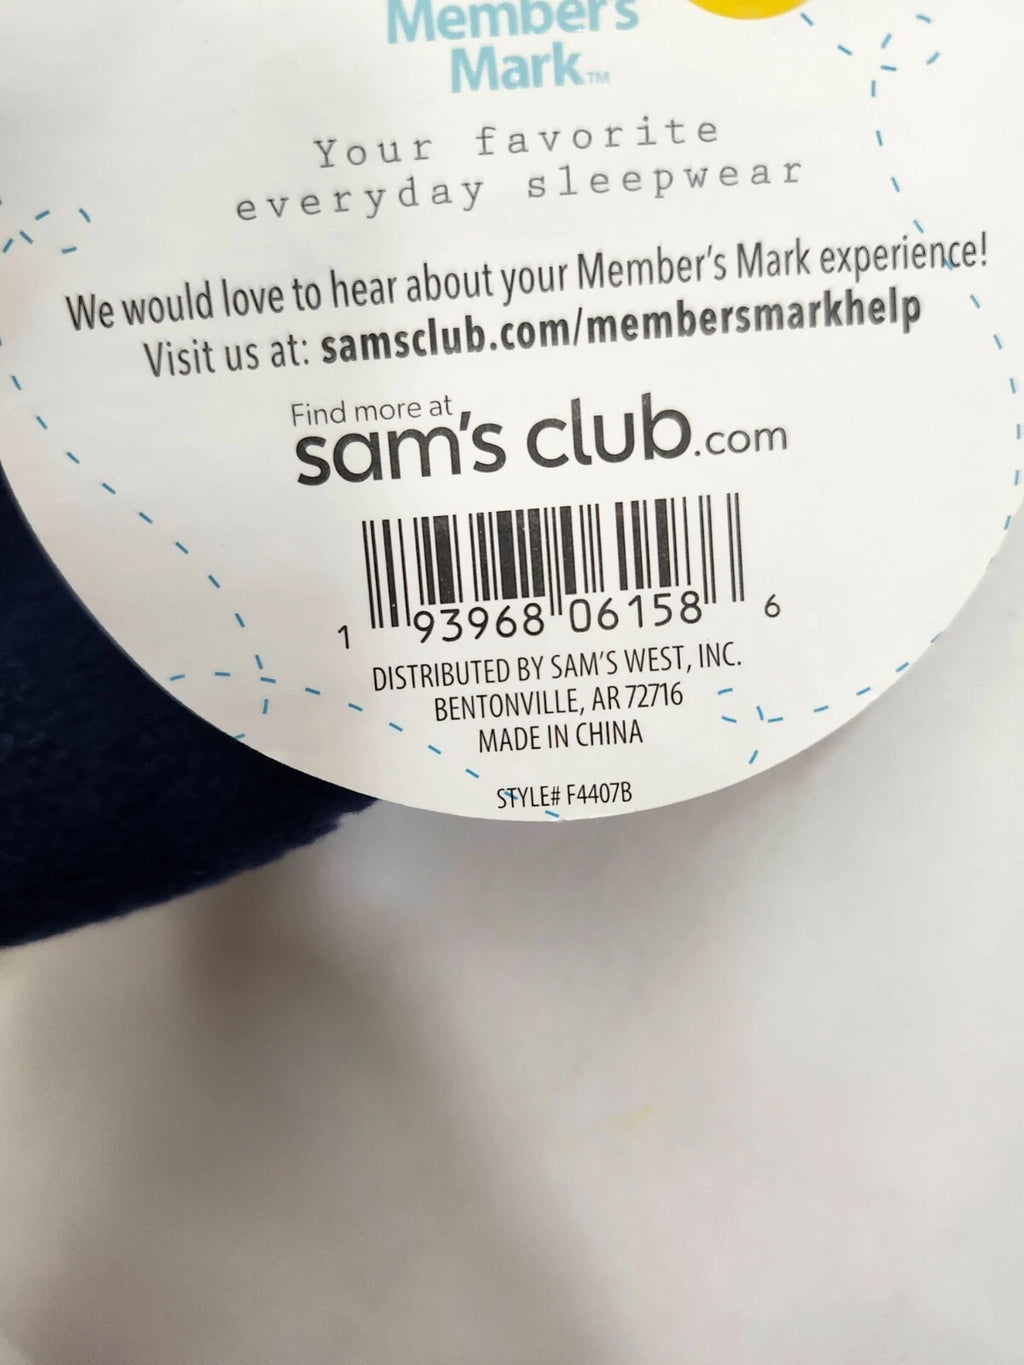 Member's
Mark™
Your favorite
everyday sleepwear
We would love to hear about your Member's Mark experience!
Visit us at: samsclub.com/membersmarkhelp
Find more at
sam's club.com
1 93968 06158 6
DISTRIBUTED BY SAM'S WEST, INC.
BENTONVILLE, AR 72716
MADE IN CHINA
STYLE# F4407B